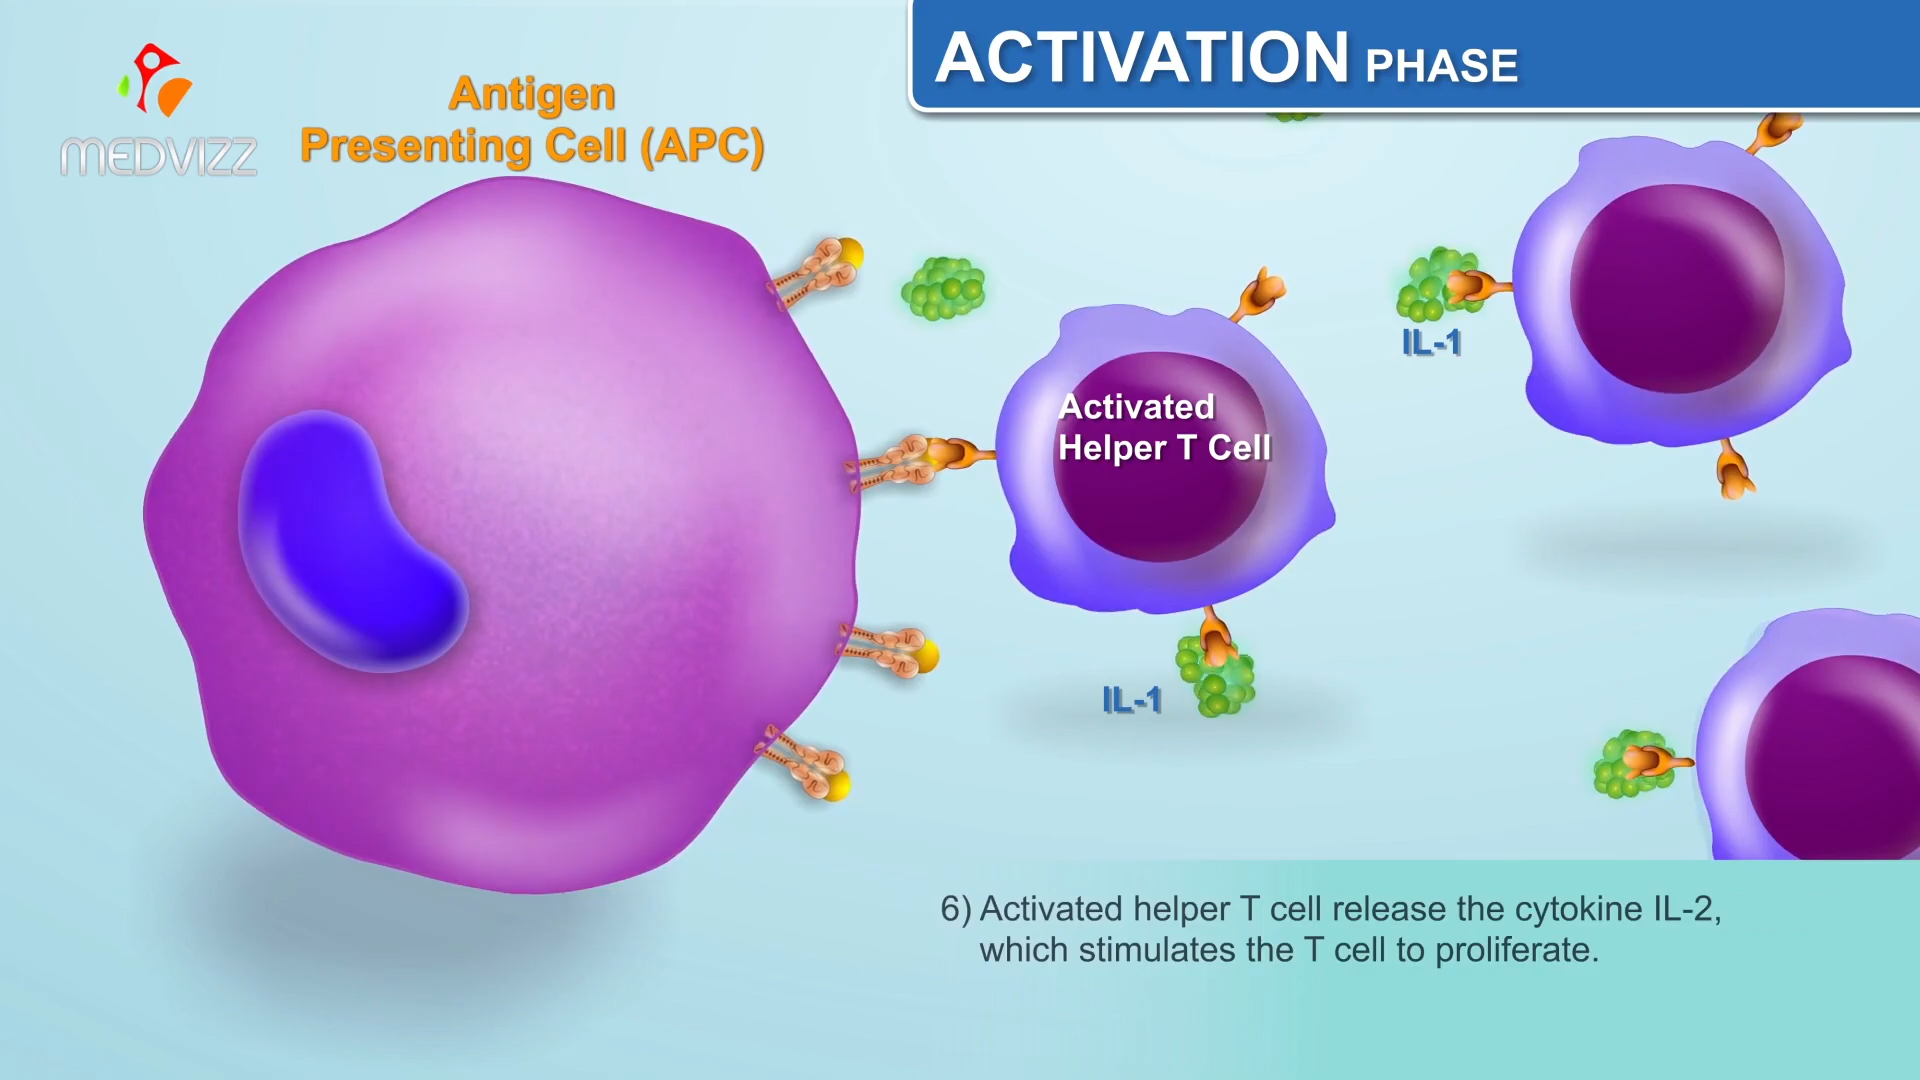 MEDVIZZ
Antigen
Presenting Cell (APC)
ACTIVATION PHASE
Activated
Helper T Cell
IL-1
IL-1
6) Activated helper T cell release the cytokine IL-2,
which stimulates the T cell to proliferate.